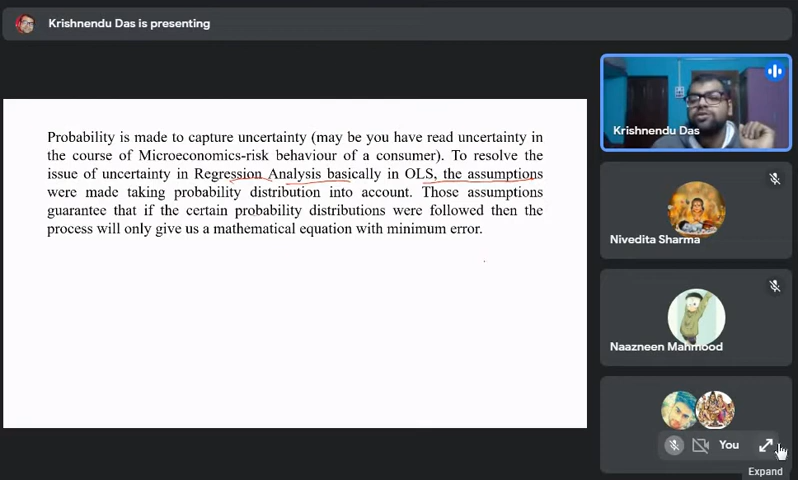 Krishnendu Das is presenting
Probability is made to capture uncertainty (may be you have read uncertainty in
the course of Microeconomics-risk behaviour of a consumer). To resolve the
issue of uncertainty in Regression Analysis basically in OLS, the assumptions
were made taking probability distribution into account. Those assumptions
guarantee that if the certain probability distributions were followed then the
process will only give us a mathematical equation with minimum error.
Krishnendu Das
Nivedita Sharma
Naazneen Mahmood
You
Expand